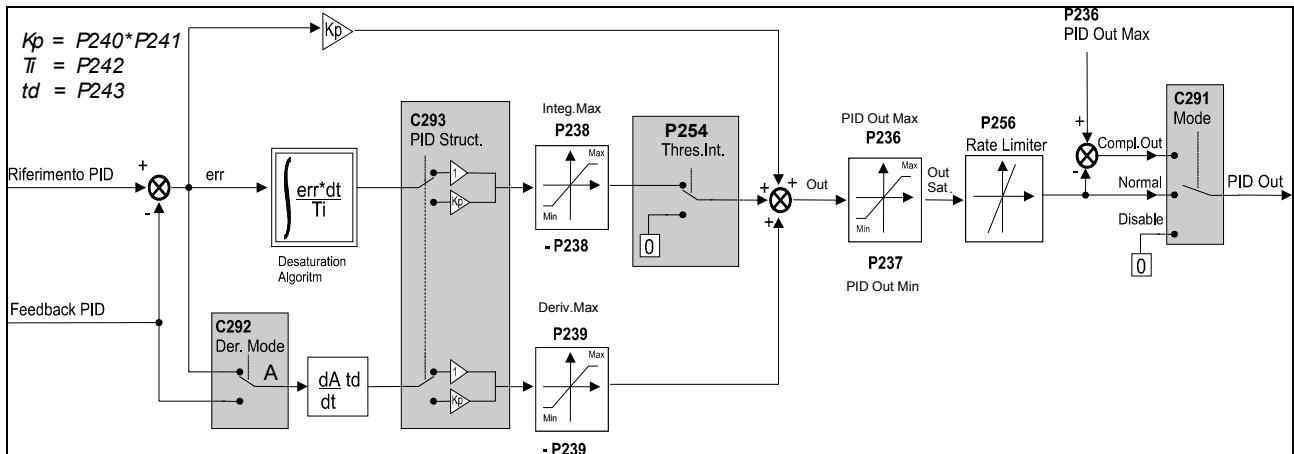 Kp = P240*P241
Ti = P242
td = P243
Kp
P236
PID Out Max
+
C291
Mode
Compl.Out
-
Normal
PID Out
Disable
0
Riferimento PID
+
-
err
err*dt
Ti
Desaturation
Algoritm
C293
PID Struct.
1
Kp
Integ.Max
P238
Max
Min
- P238
P254
Thres.Int.
0
+
+
+
Out
PID Out Max
P236
Max
Min
P237
PID Out Min
Out
Sat.
P256
Rate Limiter
Feedback PID
C292
Der. Mode
A
dA td
dt
1
Kp
Deriv.Max
P239
Max
Min
- P239